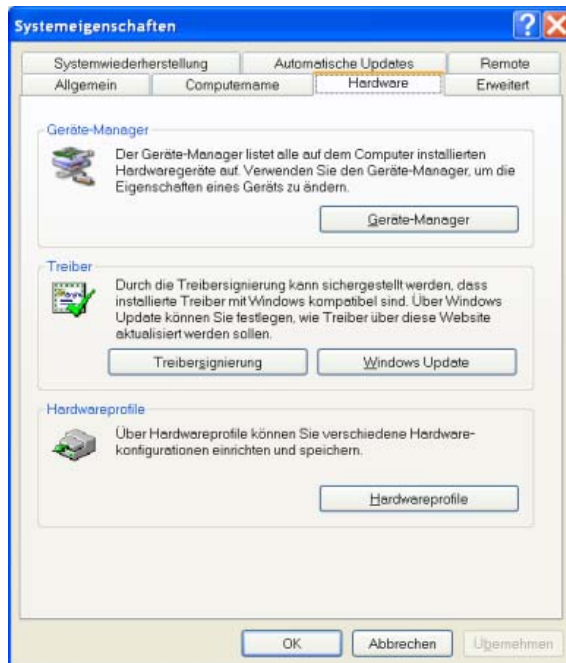 Systemeigenschaften
Systemwiederherstellung Automatische Updates Remote
Allgemein Computername Hardware Erweitert
Geräte-Manager
Der Geräte-Manager listet alle auf dem Computer installierten
Hardwaregeräte auf. Verwenden Sie den Geräte-Manager, um die
Eigenschaften eines Geräts zu ändern.
Geräte-Manager
Treiber
Durch die Treibersignierung kann sichergestellt werden, dass
installierte Treiber mit Windows kompatibel sind. Über Windows
Update können Sie festlegen, wie Treiber über diese Website
aktualisiert werden sollen.
Treibersignierung Windows Update
Hardwareprofile
Über Hardwareprofile können Sie verschiedene Hardware-
konfigurationen einrichten und speichern.
Hardwareprofile
OK Abbrechen Übernehmen